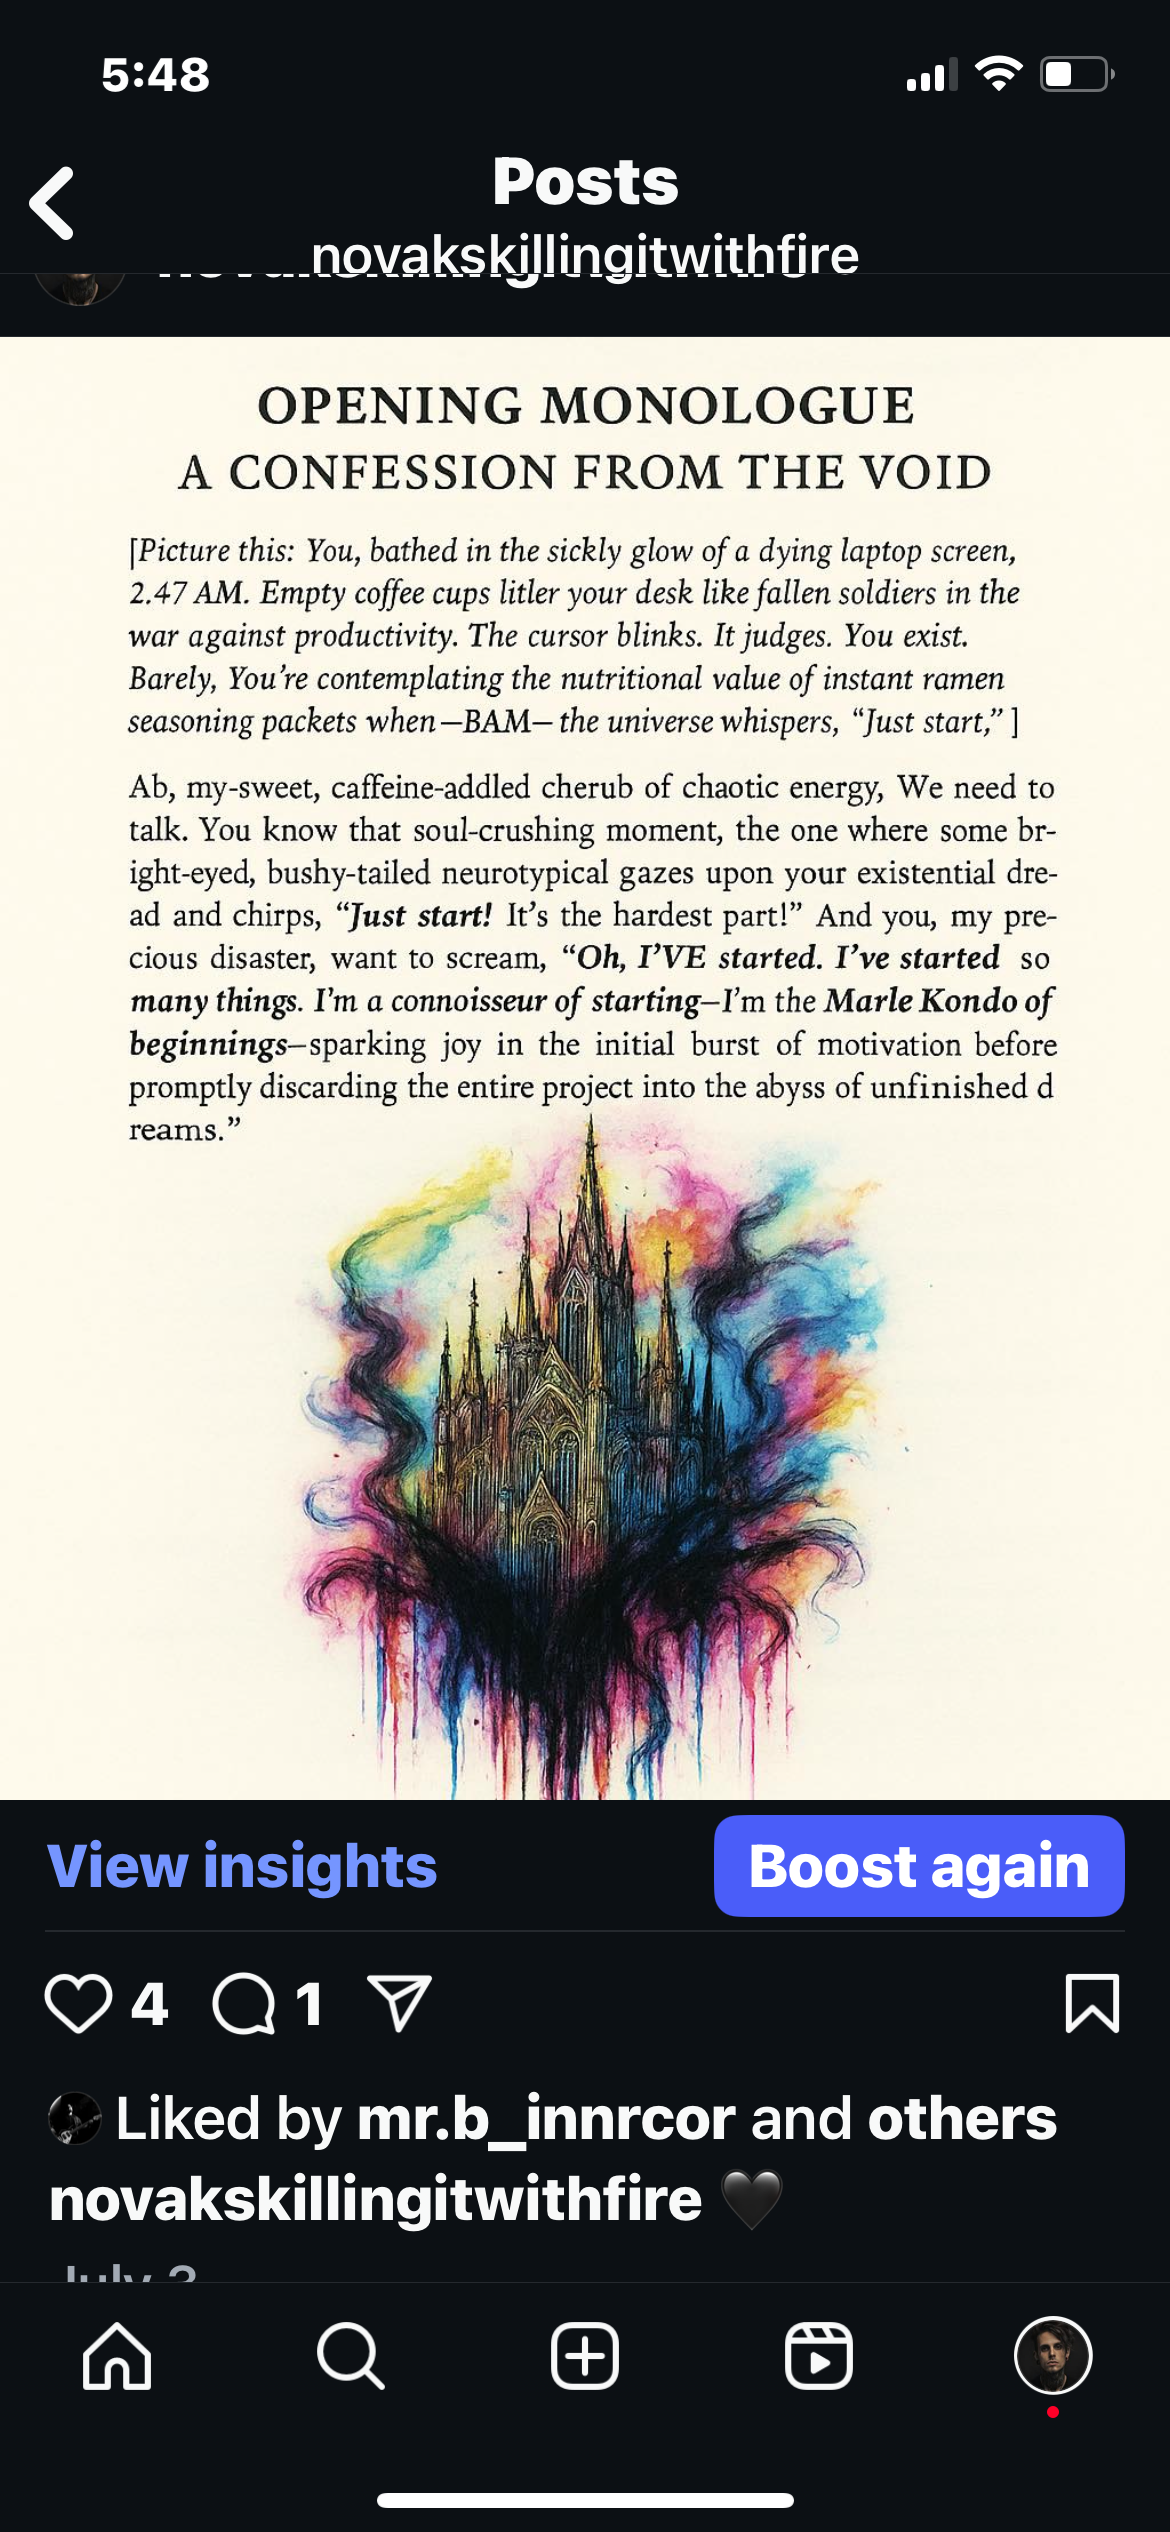 5:48
Posts
novakskillingitwithfire
OPENING MONOLOGUE
A CONFESSION FROM THE VOID
[Picture this: You, bathed in the sickly glow of a dying laptop screen,
2.47 AM. Empty coffee cups litler your desk like fallen soldiers in the
war against productivity. The cursor blinks. It judges. You exist.
Barely, You’re contemplating the nutritional value of instant ramen
seasoning packets when—BAM—the universe whispers, “Just start,” ]
Ab, my-sweet, caffeine-addled cherub of chaotic energy, We need to
talk. You know that soul-crushing moment, the one where some br-
ight-eyed, bushy-tailed neurotypical gazes upon your existential dre-
ad and chirps, “Just start! It’s the hardest part!” And you, my pre-
cious disaster, want to scream, “Oh, I’VE started. I’ve started so
many things. I’m a connoisseur of starting—I’m the Marle Kondo of
beginnings—sparking joy in the initial burst of motivation before
promptly discarding the entire project into the abyss of unfinished d
reams.”
View insights
Boost again
4
1
Liked by mr.b_innrcor and others
novakskillingitwithfire 🖤